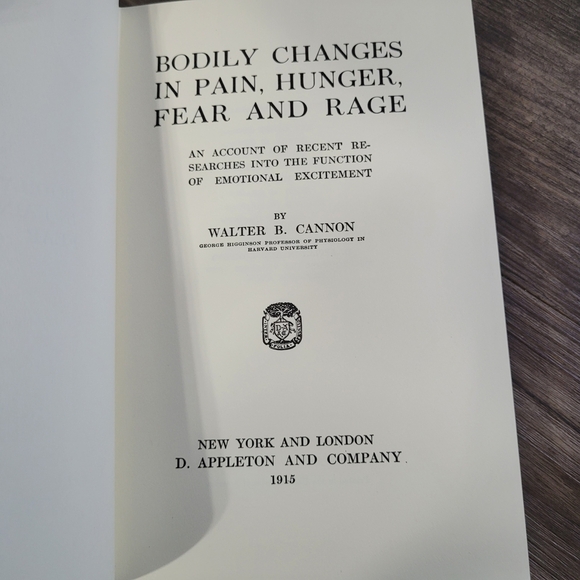 BODILY CHANGES
IN PAIN, HUNGER,
FEAR AND RAGE
AN ACCOUNT OF RECENT RE-
SEARCHES INTO THE FUNCTION
OF EMOTIONAL EXCITEMENT
BY
WALTER B. CANNON
GEORGE HIGGINSON PROFESSOR OF PHYSIOLOGY IN
HARVARD UNIVERSITY
NEW YORK AND LONDON
D. APPLETON AND COMPANY
1915